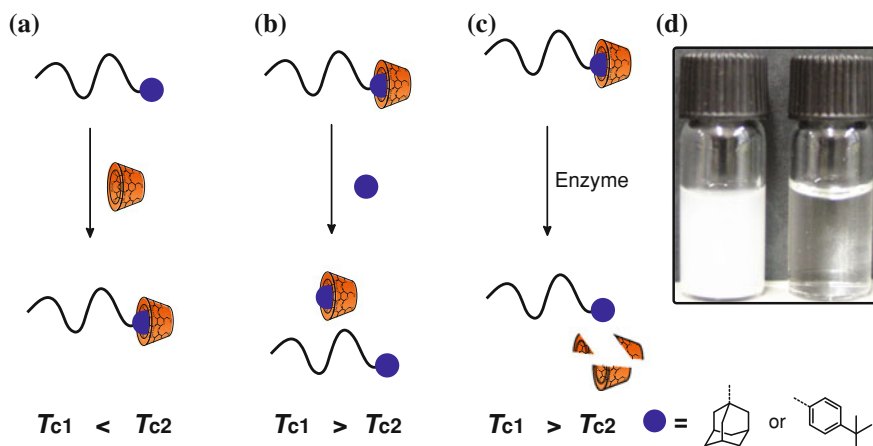 (a)
(b)
(c)
(d)
Enzyme
Tc1 < Tc2
Tc1 > Tc2
Tc1 > Tc2
= or